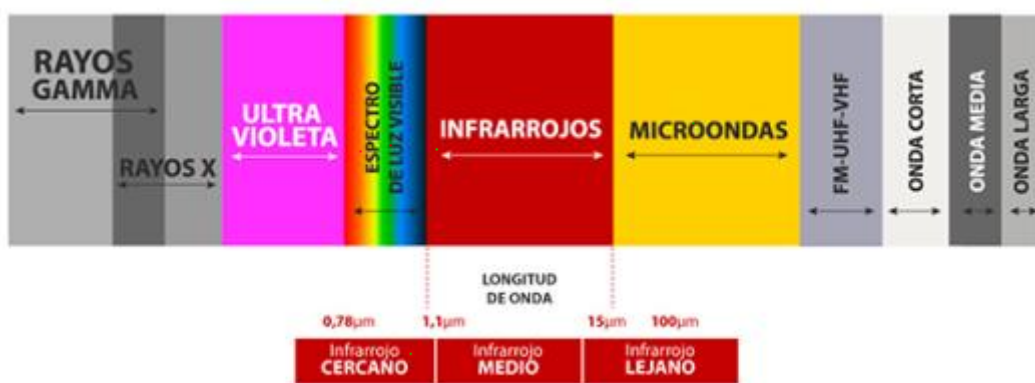 RAYOS
GAMMA
RAYOS X
ULTRA
VIOLETA
ESPECTRO
DE LUZ VISIBLE
INFRARROJOS
MICROONDAS
FM-UHF-VHF
ONDA CORTA
ONDA MEDIA
ONDA LARGA
LONGITUD
DE ONDA
0,78µm
1,1µm
15µm
100µm
Infrarrojo
CERCANO
Infrarrojo
MEDIO
Infrarrojo
LEJANO